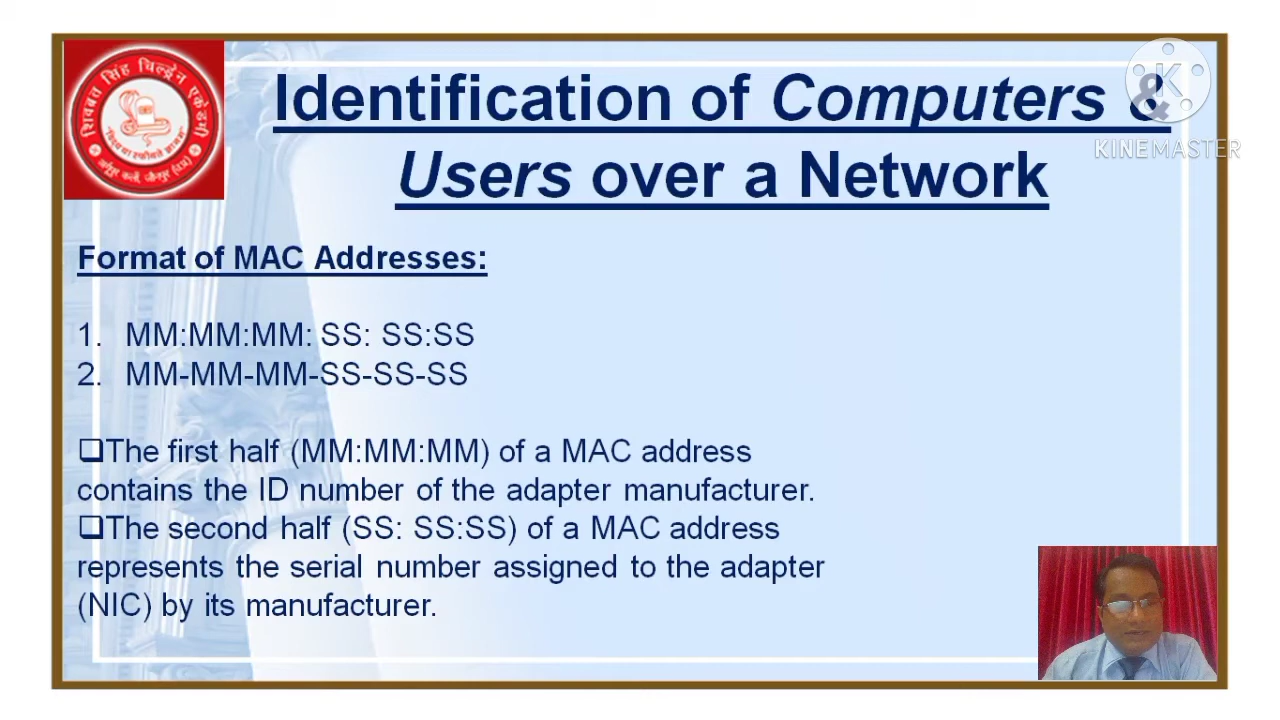 Identification of Computers &
Users over a Network
KINEMASTER
शिवबत सिंह चिल्ड्रेन एकेडमी
Format of MAC Addresses:
1. MM:MM:MM: SS: SS:SS
2. MM-MM-MM-SS-SS-SS
❑The first half (MM:MM:MM) of a MAC address
contains the ID number of the adapter manufacturer.
❑The second half (SS: SS:SS) of a MAC address
represents the serial number assigned to the adapter
(NIC) by its manufacturer.